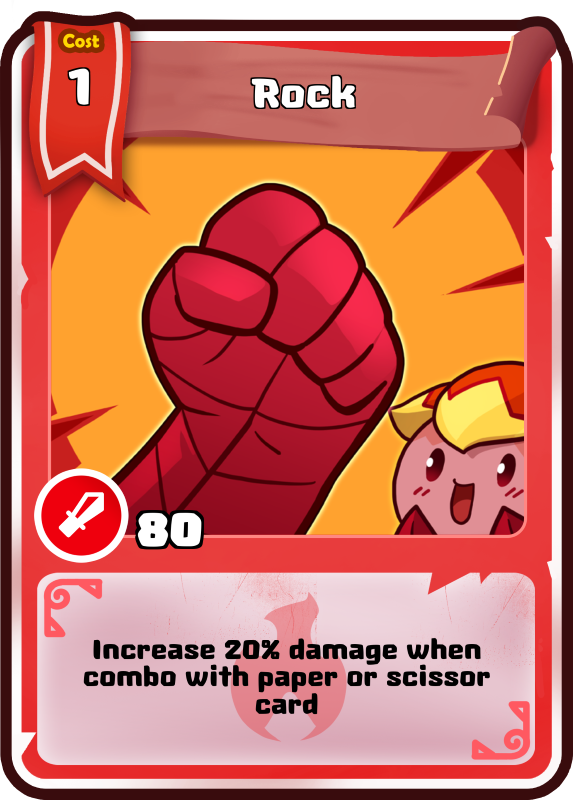 Cost
1
Rock
80
Increase 20% damage when
combo with paper or scissor
card